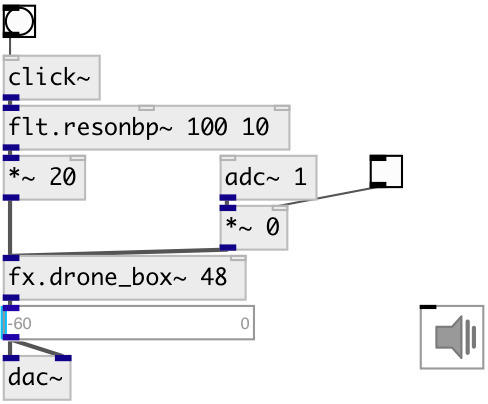 click~
flt.resonbp~ 100 10
*~ 20
adc~ 1
*~ 0
fx.drone_box~ 48
-60 0
dac~